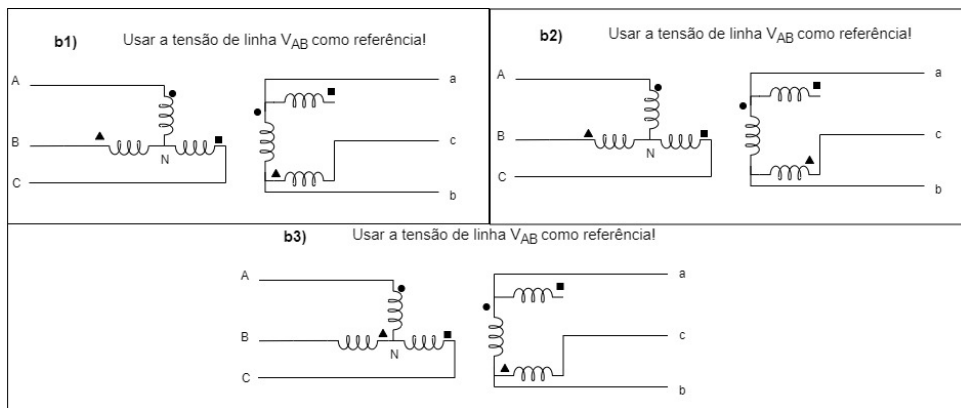 b1) Usar a tensão de linha VAB como referência!
A
B
C
N
a
c
b
b2) Usar a tensão de linha VAB como referência!
A
B
C
N
a
c
b
b3) Usar a tensão de linha VAB como referência!
A
B
C
N
a
c
b